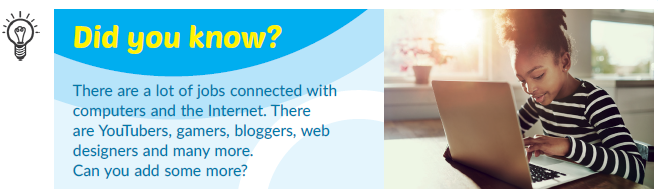 Did you know?
There are a lot of jobs connected with
computers and the Internet. There
are YouTubers, gamers, bloggers, web
designers and many more.
Can you add some more?